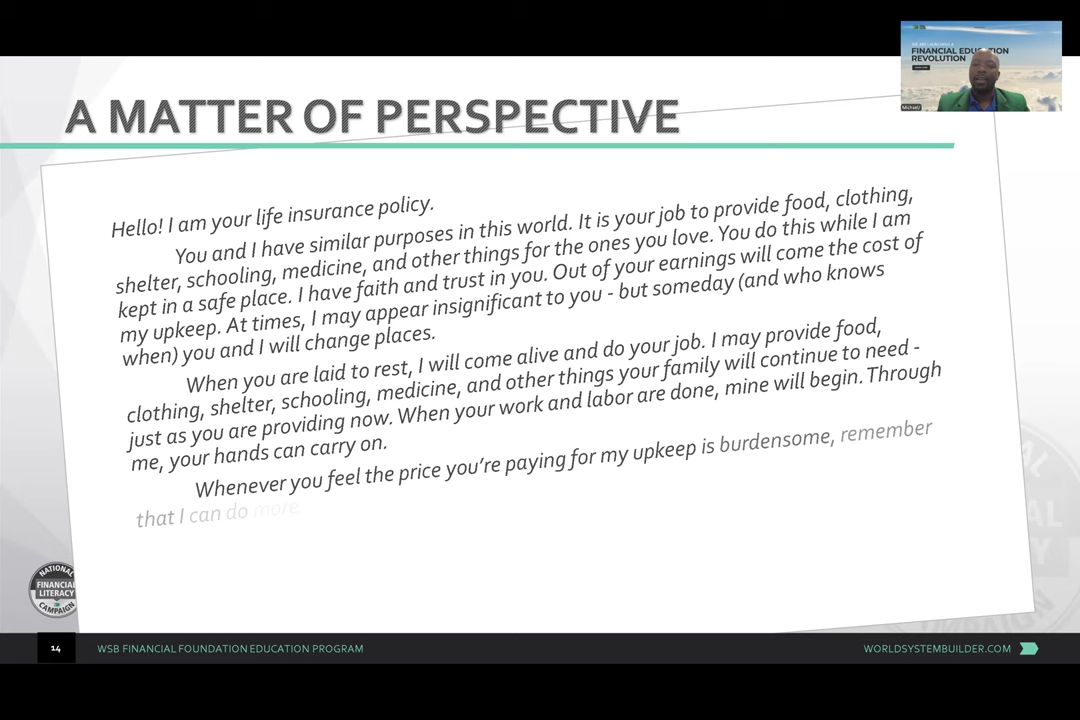 FINANCIAL EDUCATION
REVOLUTION
Michael
A MATTER OF PERSPECTIVE
Hello! I am your life insurance policy.
You and I have similar purposes in this world. It is your job to provide food, clothing,
shelter, schooling, medicine, and other things for the ones you love. You do this while I am
kept in a safe place. I have faith and trust in you. Out of your earnings will come the cost of
my upkeep. At times, I may appear insignificant to you - but someday (and who knows
when) you and I will change places.
When you are laid to rest, I will come alive and do your job. I may provide food,
clothing, shelter, schooling, medicine, and other things your family will continue to need -
just as you are providing now. When your work and labor are done, mine will begin. Through
me, your hands can carry on.
Whenever you feel the price you’re paying for my upkeep is burdensome, remember
that I can do more
NATIONAL
FINANCIAL
LITERACY
CAMPAIGN
14
WSB FINANCIAL FOUNDATION EDUCATION PROGRAM
WORLDSYSTEMBUILDER.COM